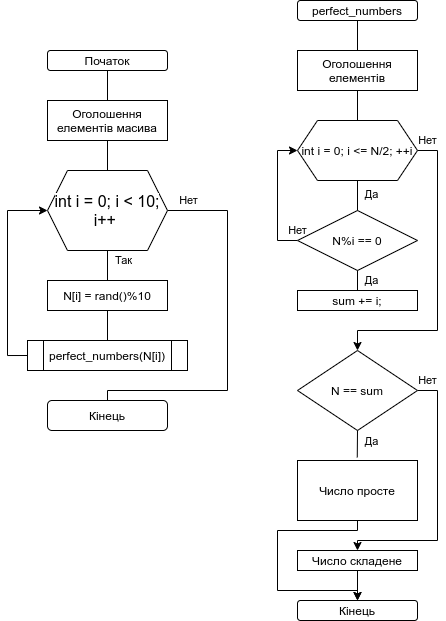 Початок
Оголошення
елементів масива
int i = 0; i < 10;
i++
Нет
Так
N[i] = rand()%10
perfect_numbers(N[i])
Кінець
perfect_numbers
Оголошення
елементів
int i = 0; i <= N/2; ++i
Нет
Да
Нет
N%i == 0
Да
sum += i;
N == sum
Нет
Да
Число просте
Число складене
Кінець